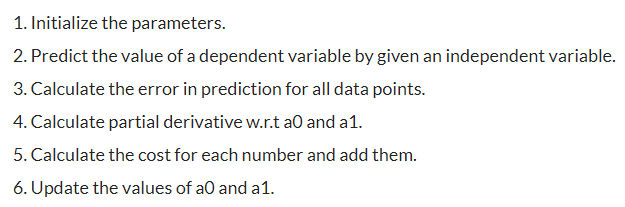 1. Initialize the parameters.
2. Predict the value of a dependent variable by given an independent variable.
3. Calculate the error in prediction for all data points.
4. Calculate partial derivative w.r.t a0 and a1.
5. Calculate the cost for each number and add them.
6. Update the values of a0 and a1.